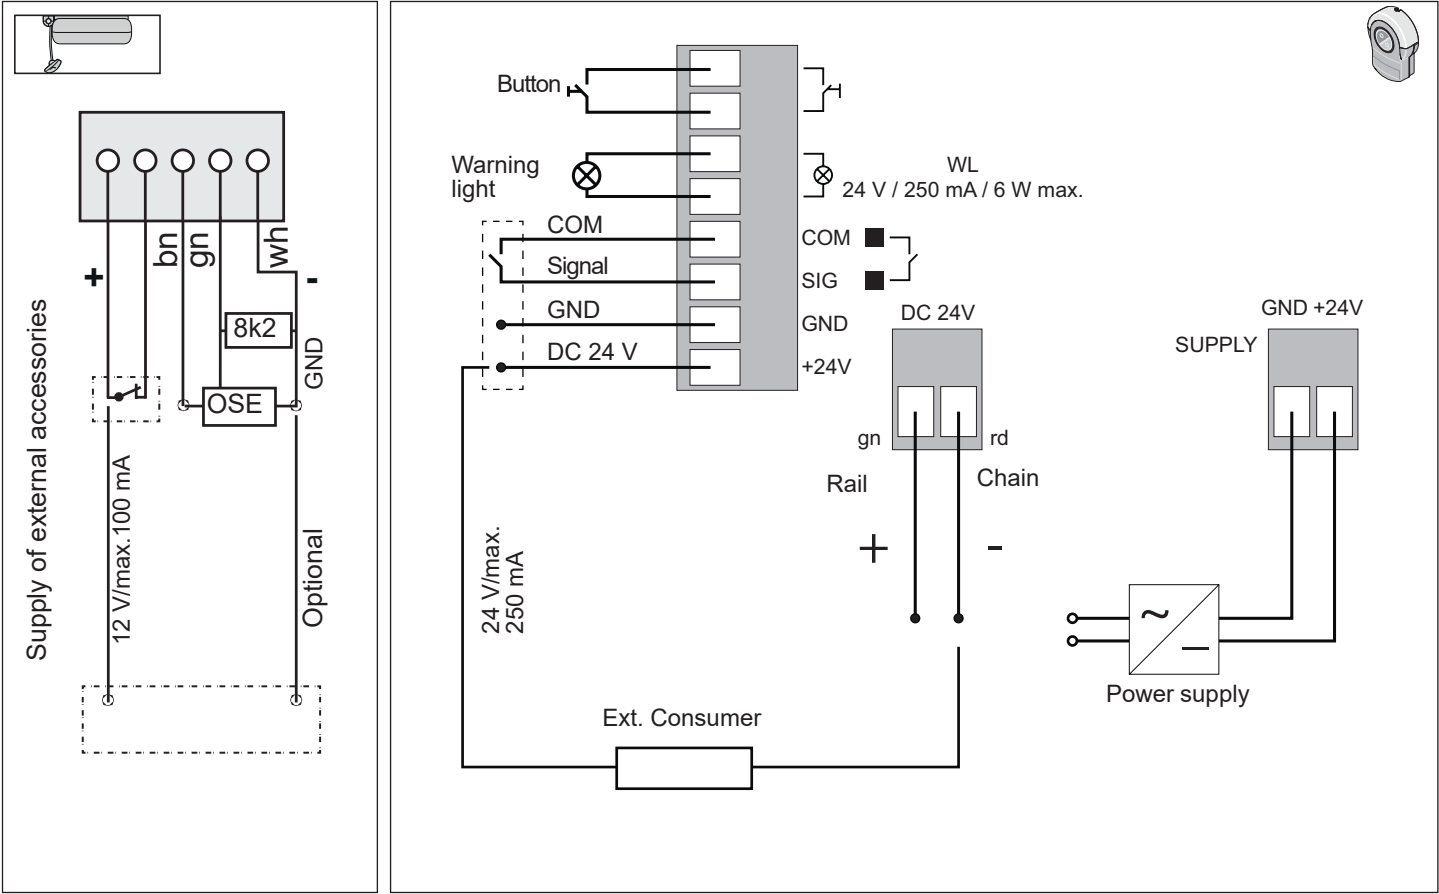 bn
gn
wh
+
-
8k2
GND
OSE
Supply of external accessories
12 V/max.100 mA
Optional
Button
Warning
light
WL
24 V / 250 mA / 6 W max.
COM
COM
Signal
SIG
GND
GND
DC 24 V
+24V
DC 24V
gn
rd
Rail
Chain
+
-
24 V/max.
250 mA
Ext. Consumer
GND +24V
SUPPLY
~
Power supply